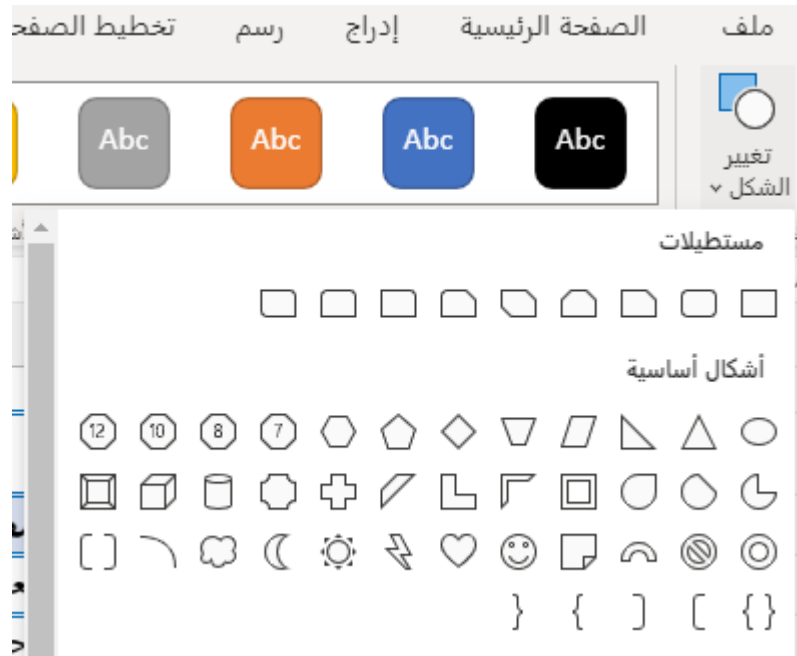 ملف الصفحة الرئيسية إدراج رسم تخطيط
Abc Abc Abc Abc
تغيير
الشكل
مستطيلات
أشكال أساسية
7 8 10 12